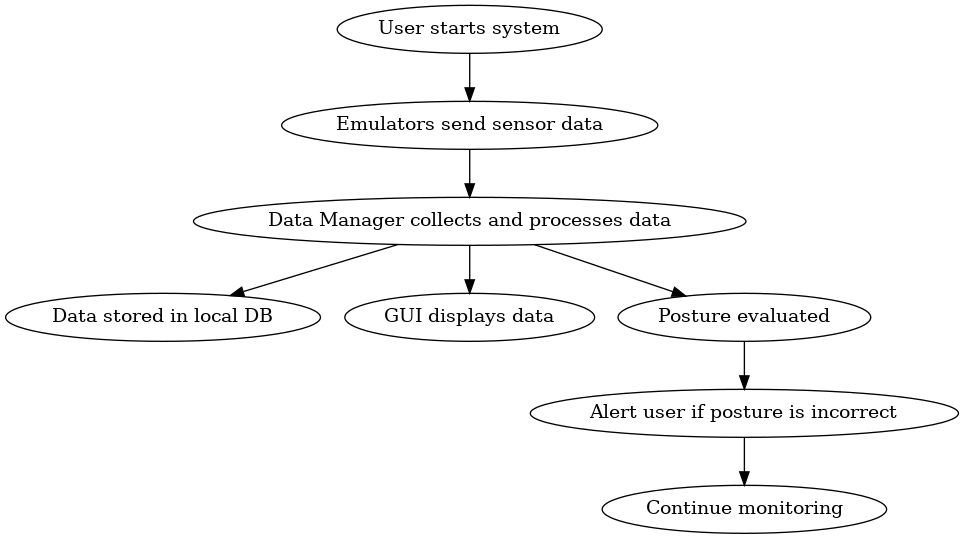 User starts system
Emulators send sensor data
Data Manager collects and processes data
Data stored in local DB
GUI displays data
Posture evaluated
Alert user if posture is incorrect
Continue monitoring